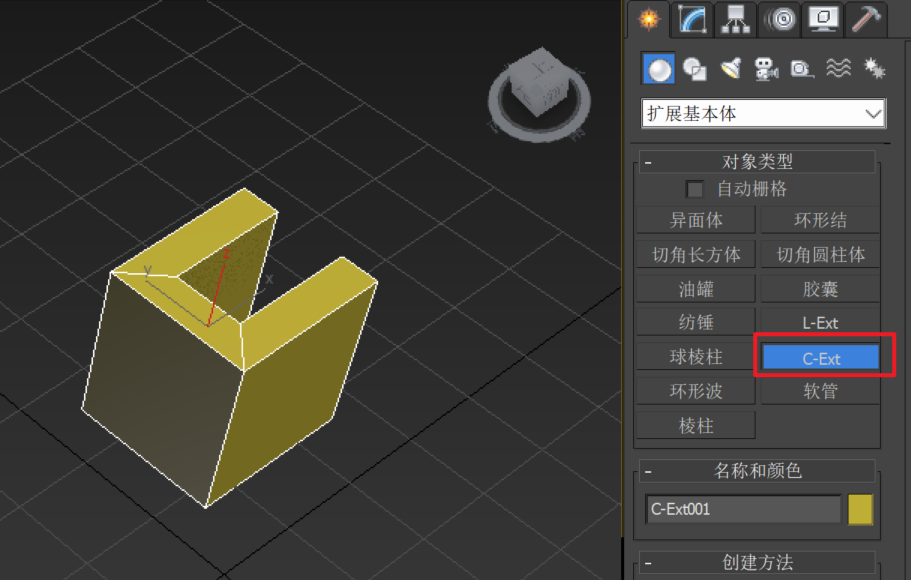 扩展基本体
- 对象类型
自动栅格
异面体 环形结
切角长方体 切角圆柱体
油罐 胶囊
纺锤 L-Ext
球棱柱 C-Ext
环形波 软管
棱柱
- 名称和颜色
C-Ext001
- 创建方法
y
x